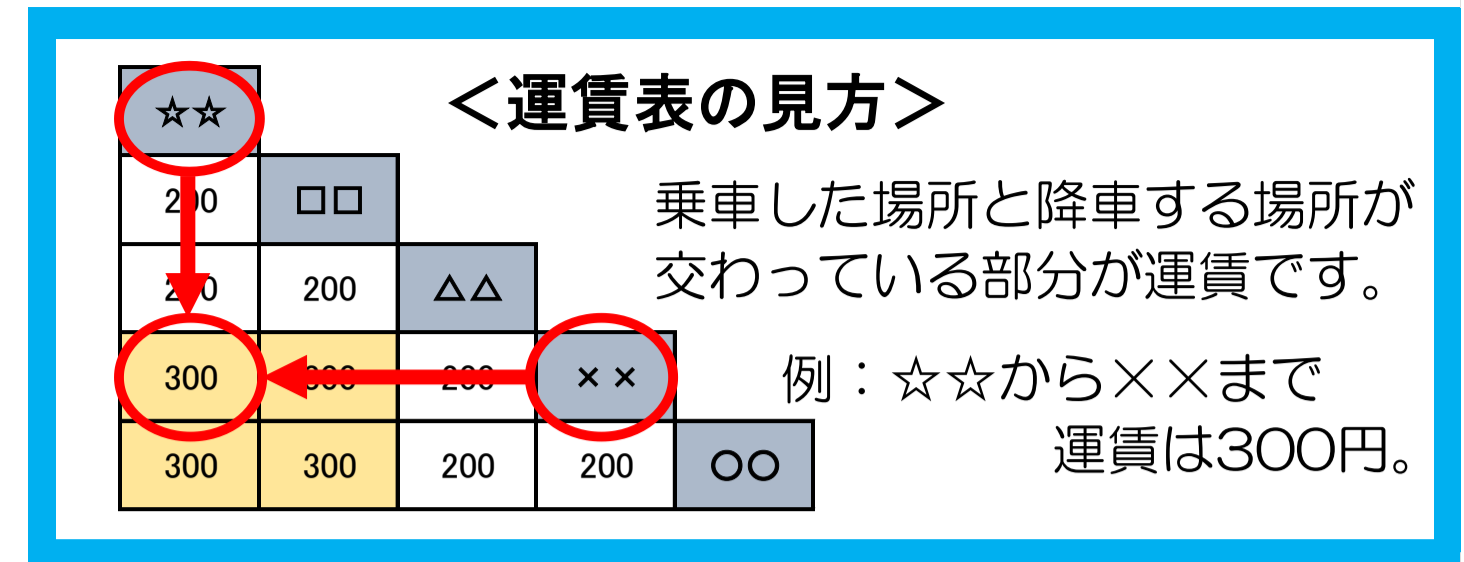 <運賃表の見方>
☆☆
200 □□
200 200 △△
300 300 200 ××
300 300 200 200 ○○
乗車した場所と降車する場所が
交わっている部分が運賃です。
例：☆☆から××まで
運賃は300円。